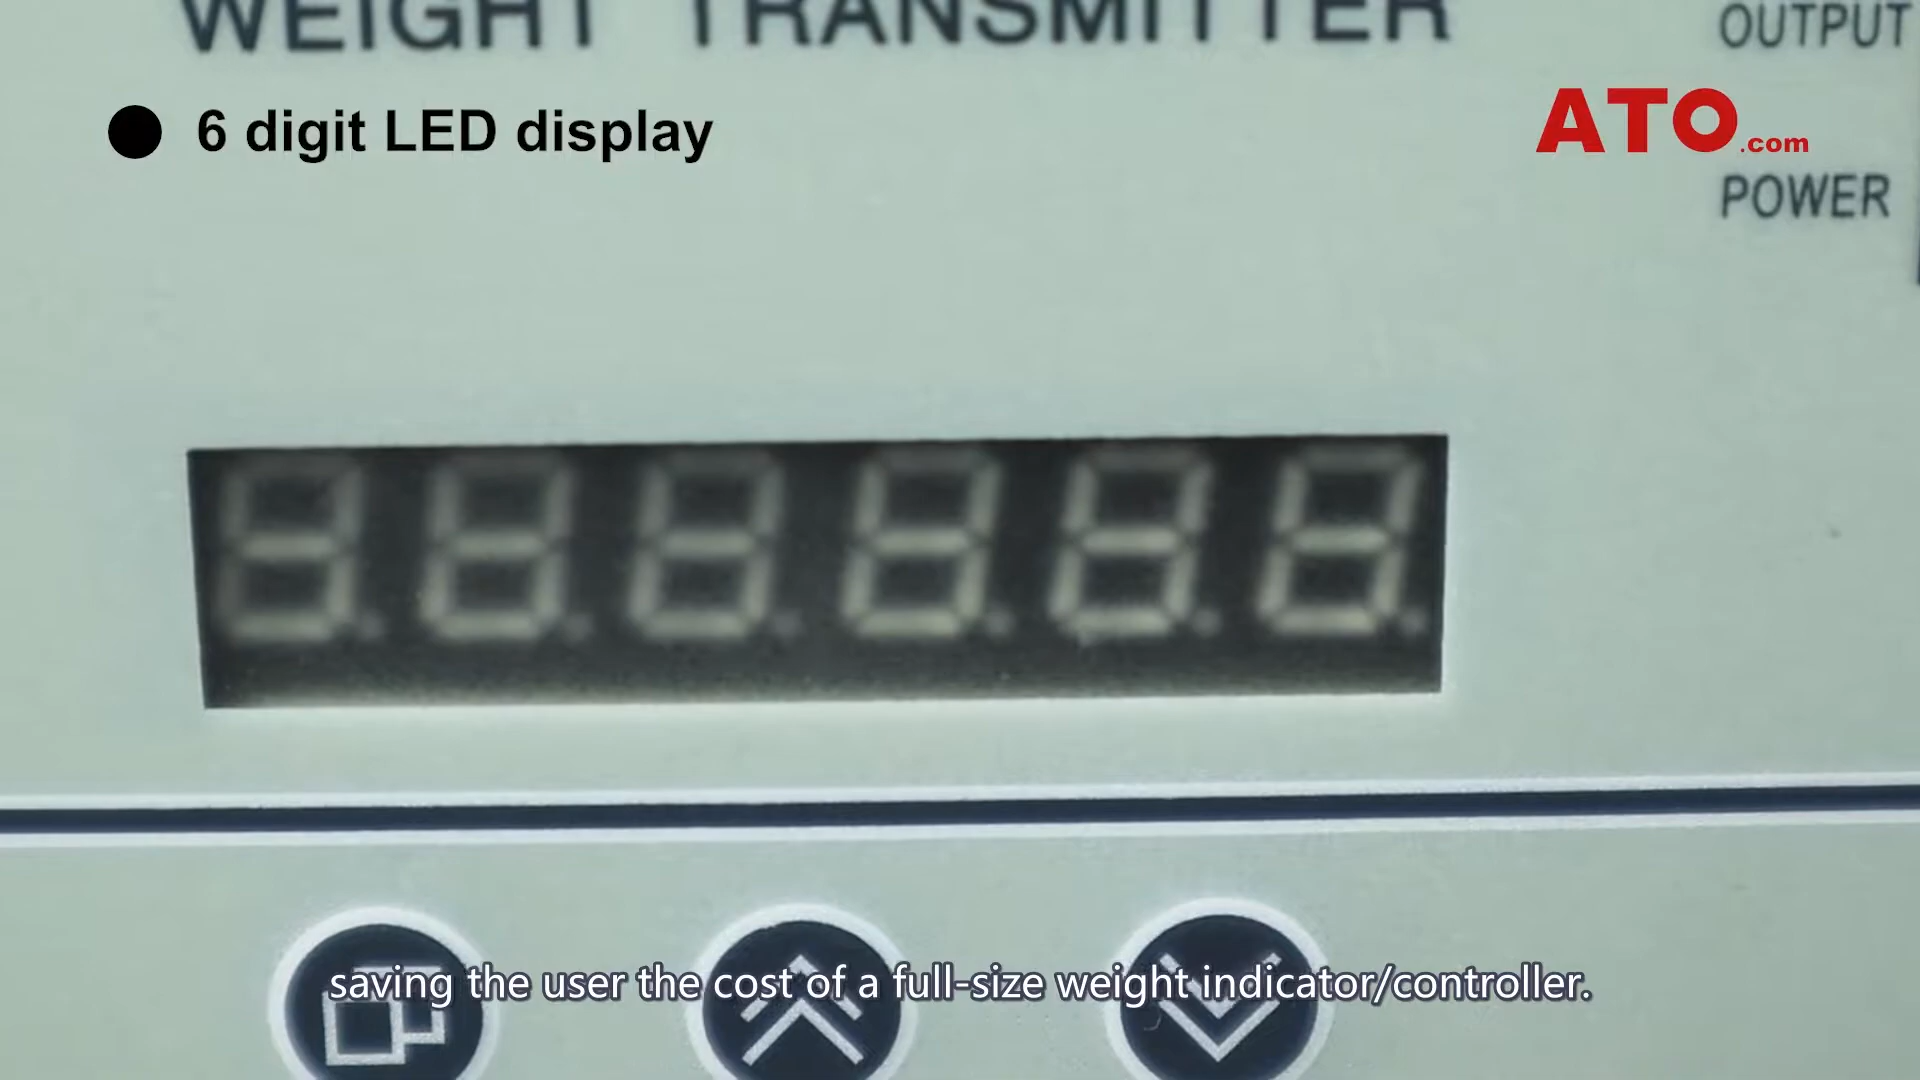 WEIGHT TRANSMITTER
OUTPUT
6 digit LED display
ATO.com
POWER
saving the user the cost of a full-size weight indicator/controller.